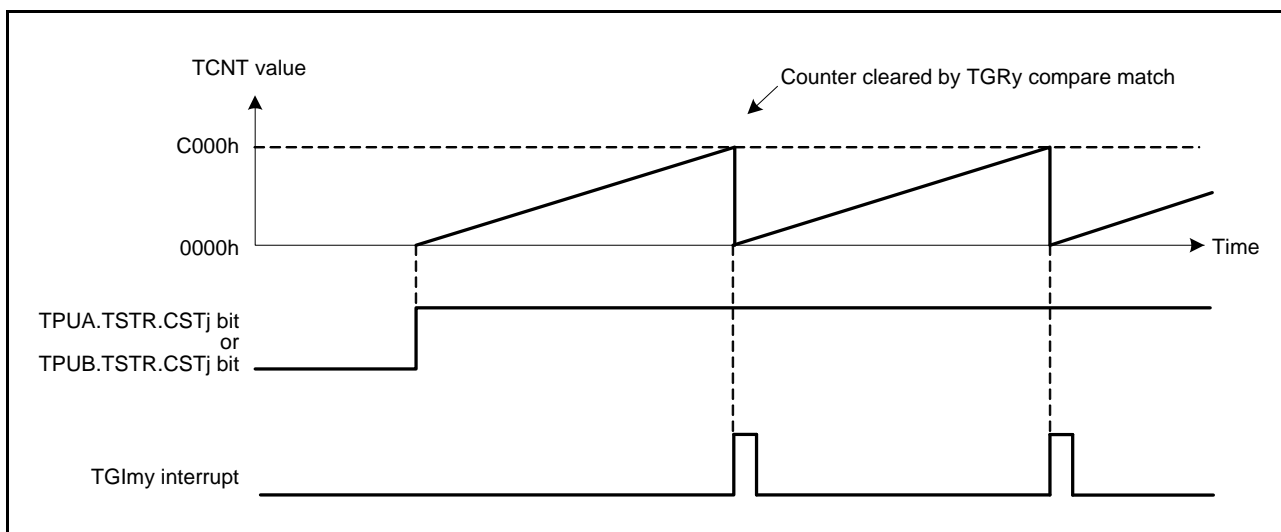 TCNT value
Counter cleared by TGRy compare match
C000h
0000h
Time
TPUA.TSTR.CSTj bit
or
TPUB.TSTR.CSTj bit
TGImy interrupt